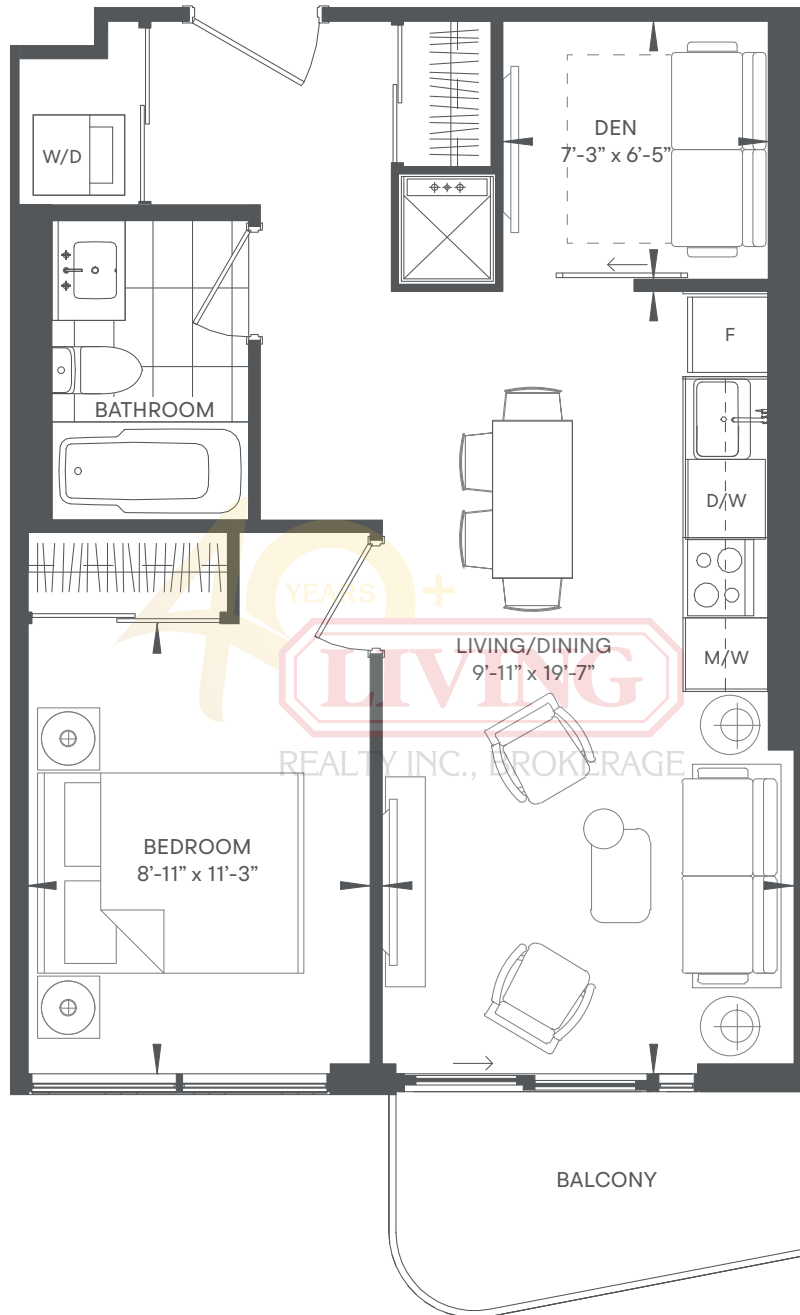 W/D
DEN
7'-3” x 6'-5”
F
BATHROOM
D/W
40
YEARS +
LIVING/DINING
9'-11” x 19'-7”
M/W
LIVING
REALTY INC., BROKERAGE
BEDROOM
8'-11” x 11'-3”
BALCONY